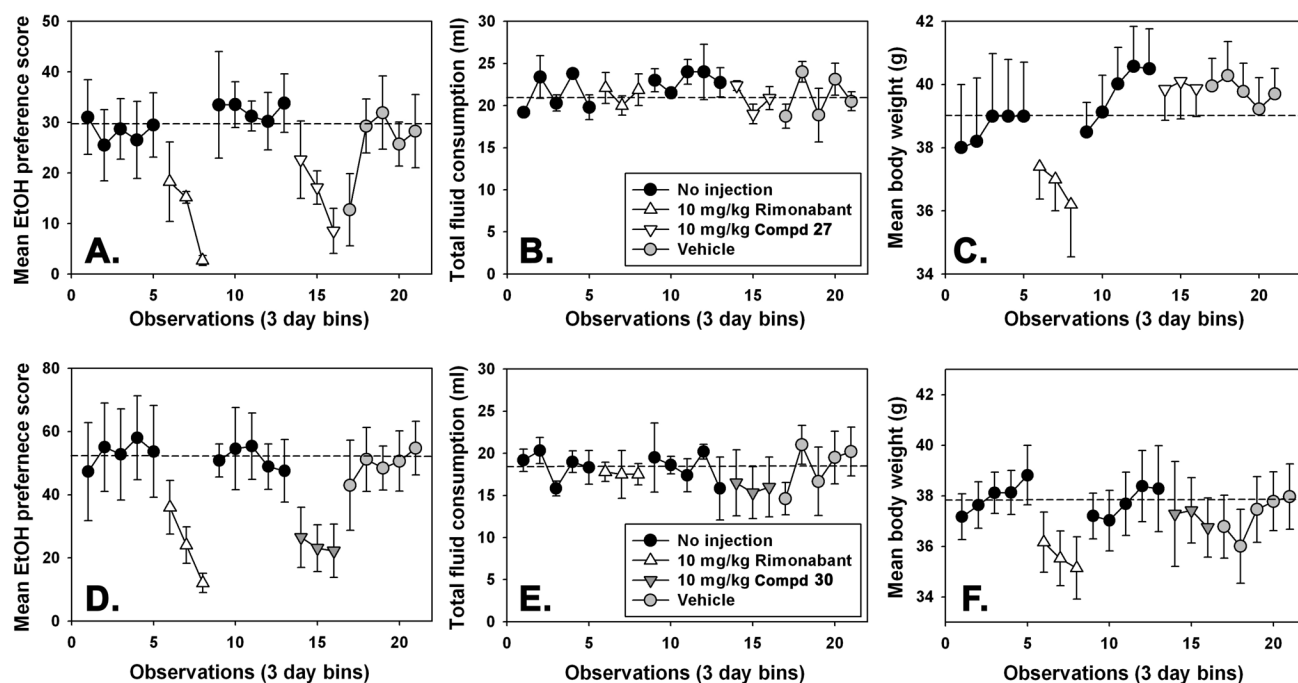 Mean EtOH preference score
50
40
30
20
10
0
0
5
10
15
20
Observations (3 day bins)
A.
Total fluid consumption (ml)
30
25
20
15
10
5
0
0
5
10
15
20
Observations (3 day bins)
B.
No injection
10 mg/kg Rimonabant
10 mg/kg Compd 27
Vehicle
Mean body weight (g)
42
40
38
36
34
0
5
10
15
20
Observations (3 day bins)
C.
Mean EtOH prefernece score
80
60
40
20
0
0
5
10
15
20
Observations (3 day bins)
D.
Total fluid consumption (ml)
30
25
20
15
10
5
0
0
5
10
15
20
Observations (3 day bins)
E.
No injection
10 mg/kg Rimonabant
10 mg/kg Compd 30
Vehicle
Mean body weight (g)
43
41
39
37
35
33
0
5
10
15
20
Observations (3 day bins)
F.